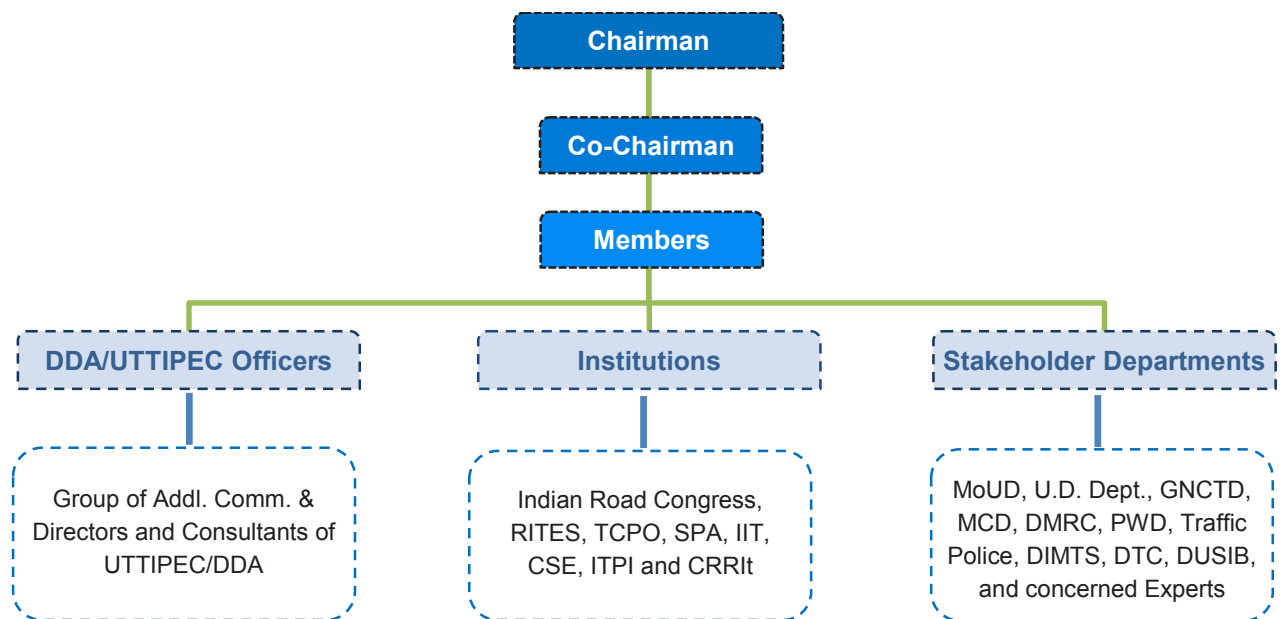 Chairman
Co-Chairman
Members
DDA/UTTIPEC Officers
Institutions
Stakeholder Departments
Group of Addl. Comm. &
Directors and Consultants of
UTTIPEC/DDA
Indian Road Congress,
RITES, TCPO, SPA, IIT,
CSE, ITPI and CRRIt
MoUD, U.D. Dept., GNCTD,
MCD, DMRC, PWD, Traffic
Police, DIMTS, DTC, DUSIB,
and concerned Experts